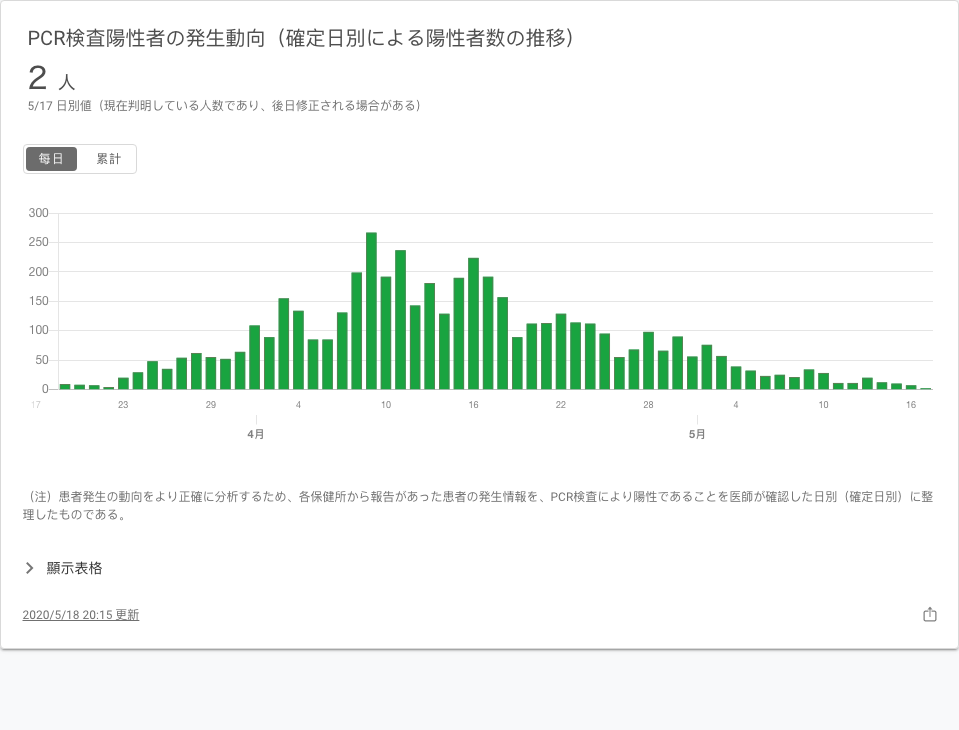 PCR検査陽性者の発生動向（確定日別による陽性者数の推移）
2 人
5/17 日別値（現在判明している人数であり、後日修正される場合がある）
每日 累計
300
250
200
150
100
50
0
17 23 29 4 10 16 22 28 4 10 16
4月 5月
（注）患者発生の動向をより正確に分析するため、各保健所から報告があった患者の発生情報を、PCR検査により陽性であることを医師が確認した日別（確定日別）に整
理したものである。
顯示表格
2020/5/18 20:15 更新